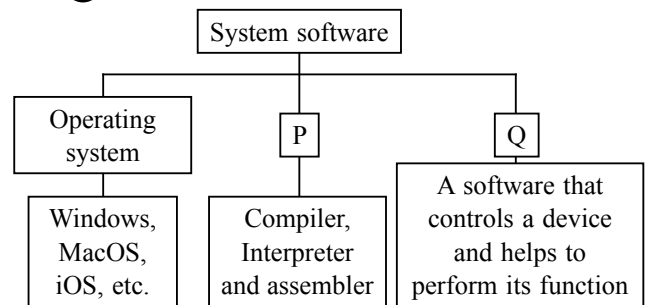 System software
Operating
system
P
Q
Windows,
MacOS,
iOS, etc.
Compiler,
Interpreter
and assembler
A software that
controls a device
and helps to
perform its function